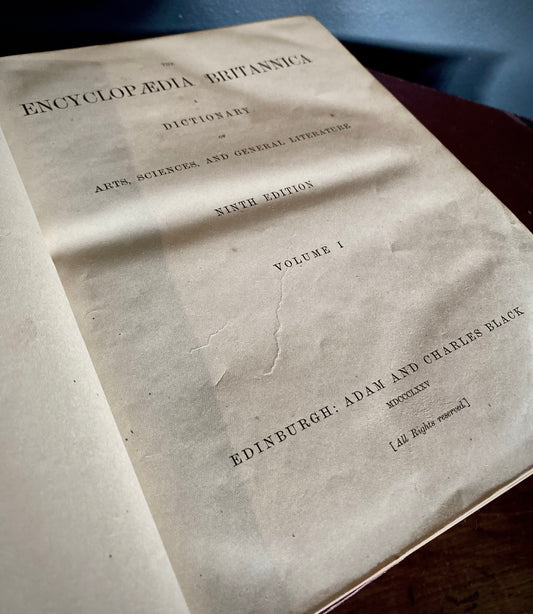 THE
ENCYCLOPÆDIA BRITANNICA
A
DICTIONARY
OF
ARTS, SCIENCES, AND GENERAL LITERATURE
NINTH EDITION
VOLUME I
EDINBURGH: ADAM AND CHARLES BLACK
MDCCCLXXV
[All Rights reserved.]